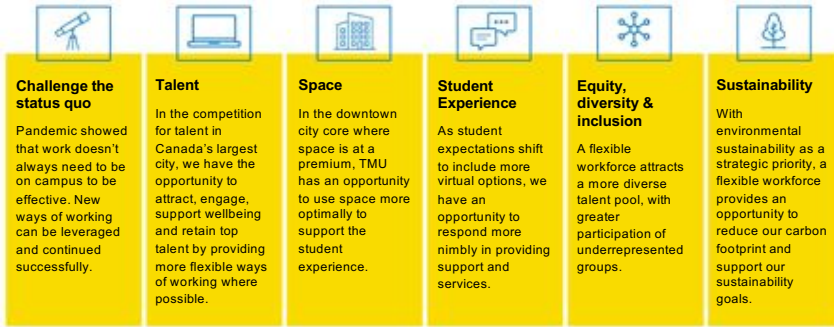 Challenge the
status quo
Pandemic showed
that work doesn’t
always need to be
on campus to be
effective. New
ways of working
can be leveraged
and continued
successfully.
Talent
In the competition
for talent in
Canada’s largest
city, we have the
opportunity to
attract, engage,
support wellbeing
and retain top
talent by providing
more flexible ways
of working where
possible.
Space
In the downtown
city core where
space is at a
premium, TMU
has an opportunity
to use space more
optimally to
support the
student
experience.
Student
Experience
As student
expectations shift
to include more
virtual options, we
have an
opportunity to
respond more
nimbly in providing
support and
services.
Equity,
diversity &
inclusion
A flexible
workforce attracts
a more diverse
talent pool, with
greater
participation of
underrepresented
groups.
Sustainability
With
environmental
sustainability as a
strategic priority, a
flexible workforce
provides an
opportunity to
reduce our carbon
footprint and
support our
sustainability
goals.